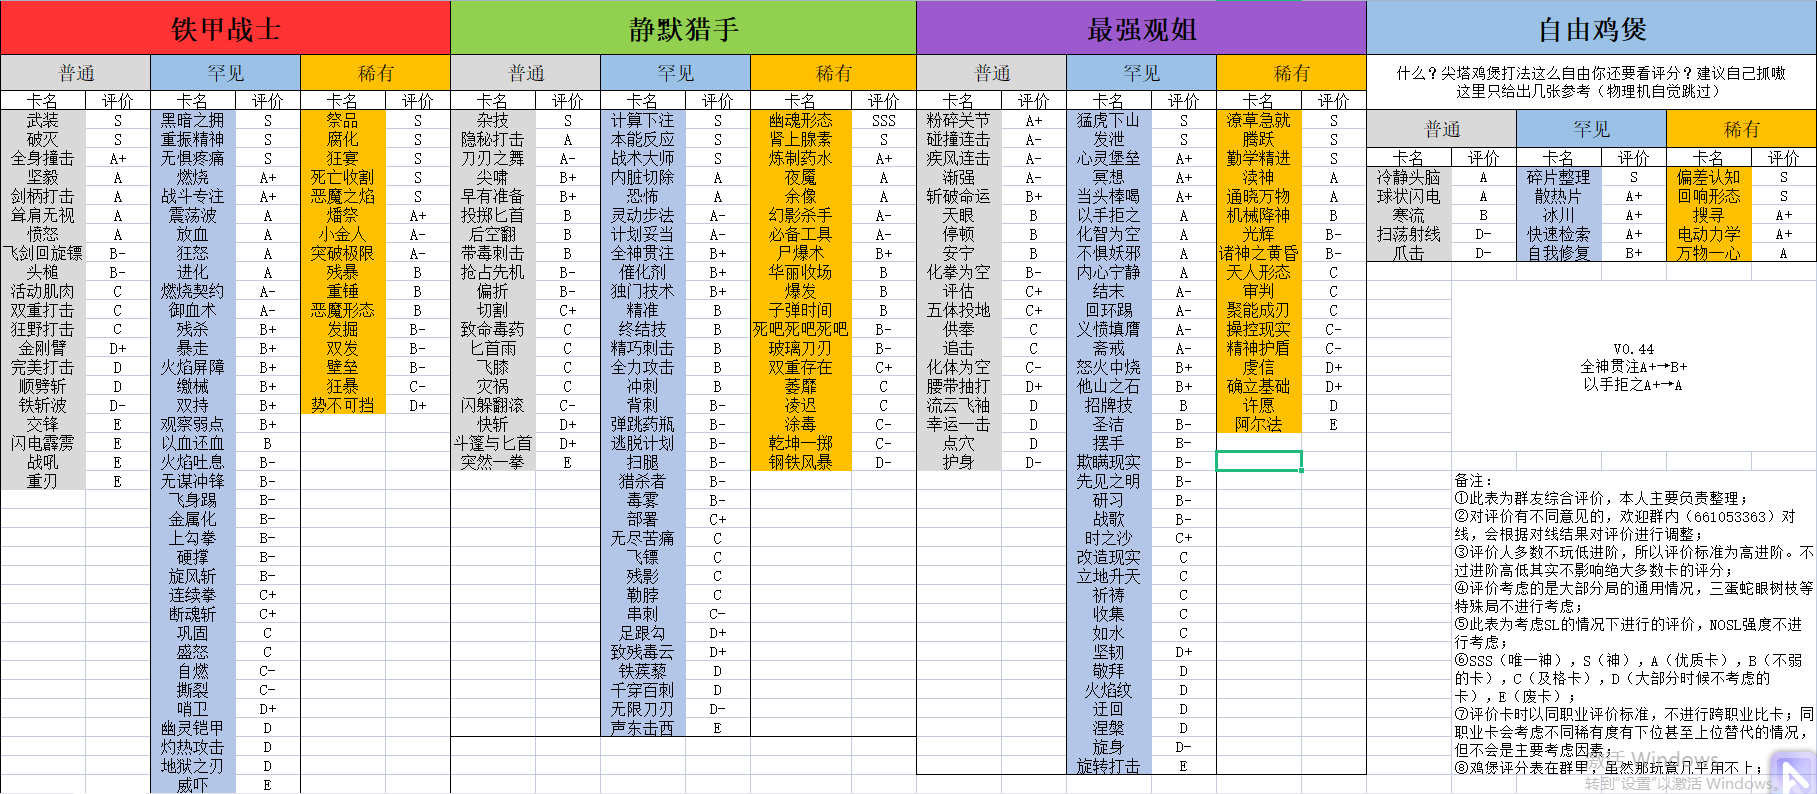 铁甲战士 静默猎手 最强观姐 自由鸡煲
普通 罕见 稀有 普通 罕见 稀有 普通 罕见 稀有 什么？尖塔鸡煲打法这么自由你还要看评分？建议自己抓嗷
这里只给出几张参考（物理机自觉跳过）
卡名 评价 卡名 评价 卡名 评价 卡名 评价 卡名 评价 卡名 评价 卡名 评价 卡名 评价 卡名 评价
武装 S 黑暗之拥 S 祭品 S 杂技 S 计算下注 S 幽魂形态 SSS 粉碎关节 A+ 猛虎下山 S 潦草急就 S
普通 罕见 稀有
破灭 S 重振精神 S 腐化 S 隐秘打击 A 本能反应 S 肾上腺素 S 碰撞连击 A- 发泄 S 腾跃 S
全身撞击 A+ 无惧疼痛 S 狂宴 S 刀刃之舞 A- 战术大师 S 炼制药水 A+ 疾风连击 A- 心灵堡垒 A+ 勤学精进 S 卡名 评价 卡名 评价 卡名 评价
坚毅 A 燃烧 A+ 死亡收割 S 尖啸 B+ 内脏切除 A 夜魇 A 渐强 A- 冥想 A+ 渎神 A 冷静头脑 A 碎片整理 S 偏差认知 S
剑柄打击 A 战斗专注 A+ 恶魔之焰 S 早有准备 B+ 恐怖 A 余像 A 斩破命运 B+ 当头棒喝 A+ 通晓万物 A 球状闪电 A 散热片 A+ 回响形态 S
耸肩无视 A 震荡波 A 燔祭 A+ 投掷匕首 B 灵动步法 A- 幻影杀手 A- 天眼 B 以手拒之 A 机械降神 B 寒流 B 冰川 A+ 搜寻 A+
愤怒 A 放血 A 小金人 A- 后空翻 B 计划妥当 A- 必备工具 A- 停顿 B 化智为空 A 光辉 B- 扫荡射线 D- 快速检索 A+ 电动力学 A+
飞剑回旋镖 B- 狂怒 A 突破极限 A- 带毒刺击 B 全神贯注 B+ 尸爆术 B+ 安宁 B 不惧妖邪 A 诸神之黄昏 B- 爪击 D- 自我修复 B+ 万物一心 A
头槌 B- 进化 A 残暴 B 抢占先机 B- 催化剂 B+ 华丽收场 B 化拳为空 B- 内心宁静 A 天人形态 C
活动肌肉 C 燃烧契约 A- 重锤 B 偏折 B- 独门技术 B+ 爆发 B 评估 C+ 结末 A- 审判 C
双重打击 C 御血术 A- 恶魔形态 B 切割 C+ 精准 B 子弹时间 B 五体投地 C+ 回环踢 A- 聚能成刃 C
狂野打击 C 残杀 B+ 发掘 B- 致命毒药 C 终结技 B 死吧死吧死吧 B- 供奉 C 义愤填膺 A- 操控现实 C-
金刚臂 D+ 暴走 B+ 双发 B- 匕首雨 C 精巧刺击 B 玻璃刀刃 B- 追击 C 斋戒 A- 精神护盾 C- V0.44
完美打击 D 火焰屏障 B+ 壁垒 B- 飞膝 C 全力攻击 B 双重存在 C+ 化体为空 C- 怒火中烧 B+ 虔信 D+ 全神贯注A+→B+
顺劈斩 D 缴械 B+ 狂暴 C- 灾祸 C 冲刺 B 萎靡 C 腰带抽打 D+ 他山之石 B+ 确立基础 D+ 以手拒之A+→A
铁斩波 D- 双持 B+ 势不可挡 D+ 闪躲翻滚 C- 背刺 B- 凌迟 C 流云飞袖 D 招牌技 B 许愿 D
交锋 E 观察弱点 B+ 快斩 D+ 弹跳药瓶 B- 涂毒 C- 幸运一击 D 圣洁 B- 阿尔法 E
闪电霹雳 E 以血还血 B 斗篷与匕首 D+ 逃脱计划 B- 乾坤一掷 C- 点穴 D 摆手 B-
战吼 E 火焰吐息 B- 突然一拳 E 扫腿 B- 钢铁风暴 D- 护身 D- 欺瞒现实 B-
重刃 E 无谋冲锋 B- 猎杀者 B- 先见之明 B-
飞身踢 B- 毒雾 B- 研习 B-
金属化 B- 部署 C+ 战歌 B-
上勾拳 B- 无尽苦痛 C 时之沙 C+
硬撑 B- 飞镖 C 改造现实 C
旋风斩 B- 残影 C 立地升天 C
连续拳 C+ 勒脖 C 祈祷 C
断魂斩 C+ 串刺 C- 收集 C
巩固 C 足跟勾 D+ 如水 C
盛怒 C 致残毒云 D+ 坚韧 D+
自燃 C- 铁蒺藜 D 敬拜 D
撕裂 C- 千穿百刺 D 火焰纹 D
哨卫 D+ 无限刀刃 D- 迂回 D
幽灵铠甲 D 声东击西 E 涅槃 D
灼热攻击 D 旋身 D-
地狱之刃 D 旋转打击 E
威吓 E
备注：
①此表为群友综合评价，本人主要负责整理；
②对评价有不同意见的，欢迎群内（661053363）对
线，会根据对线结果对评价进行调整；
③评价人多数不玩低进阶，所以评价标准为高进阶。不
过进阶高低其实不影响绝大多数卡的评分；
④评价考虑的是大部分局的通用情况，三蛋蛇眼树枝等
特殊局不进行考虑；
⑤此表为考虑SL的情况下进行的评价，NOSL强度不进
行考虑；
⑥SSS（唯一神），S（神），A（优质卡），B（不弱
的卡），C（及格卡），D（大部分时候不考虑的
卡），E（废卡）；
⑦评价卡时以同职业评价标准，不进行跨职业比卡；同
职业卡会考虑不同稀有度有下位甚至上位替代的情况，
但不会是主要考虑因素；
⑧鸡煲评分表在群里，虽然那玩意几乎用不上；
激活 Windows
转到“设置”以激活 Windows。